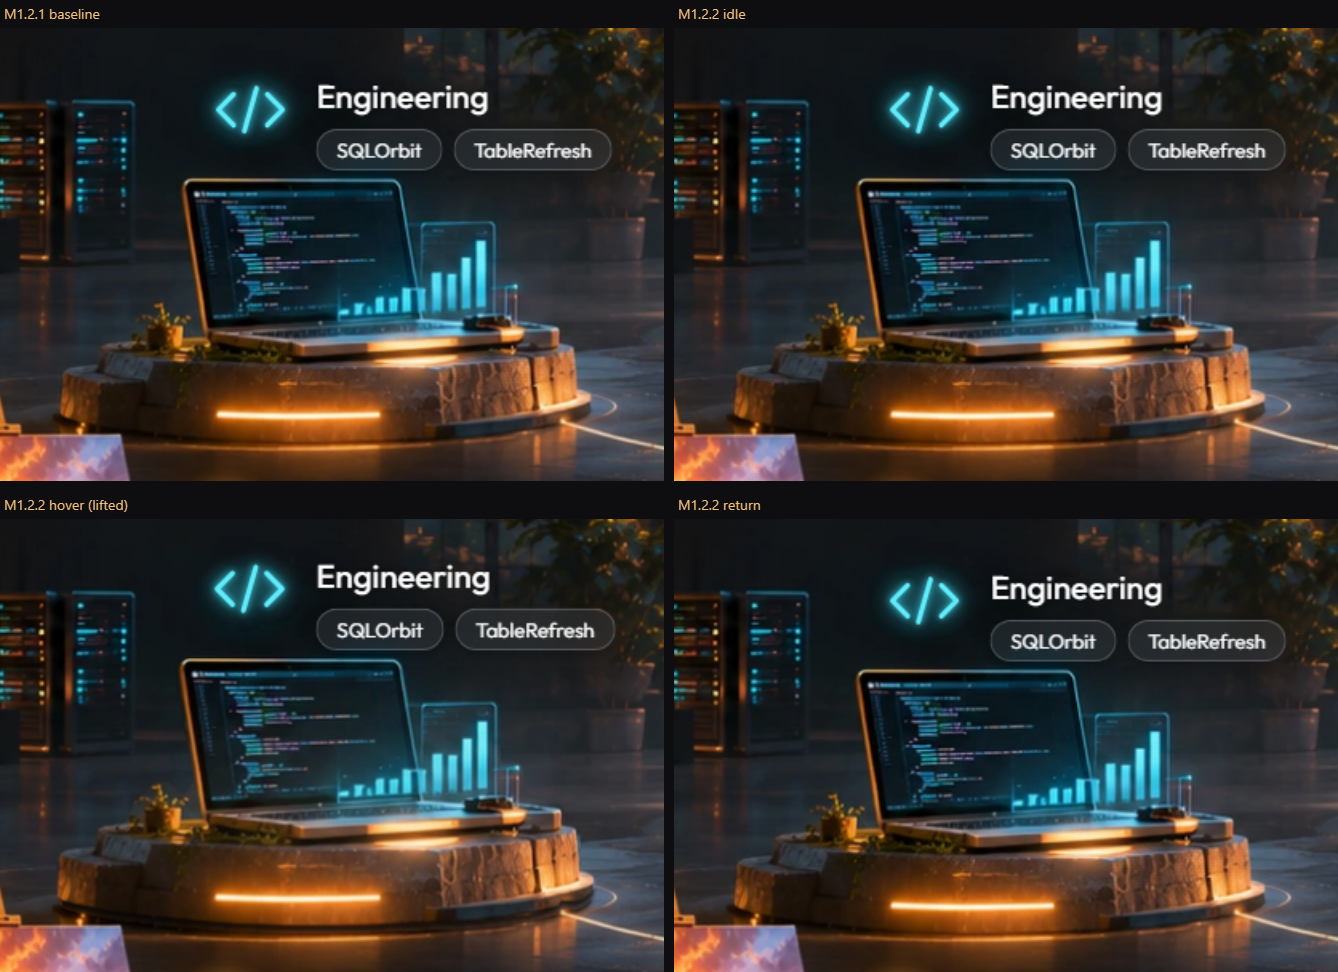 M1.2.1 baseline
</>
Engineering
SQLOrbit TableRefresh
M1.2.2 idle
</>
Engineering
SQLOrbit TableRefresh
M1.2.2 hover (lifted)
</>
Engineering
SQLOrbit TableRefresh
M1.2.2 return
</>
Engineering
SQLOrbit TableRefresh